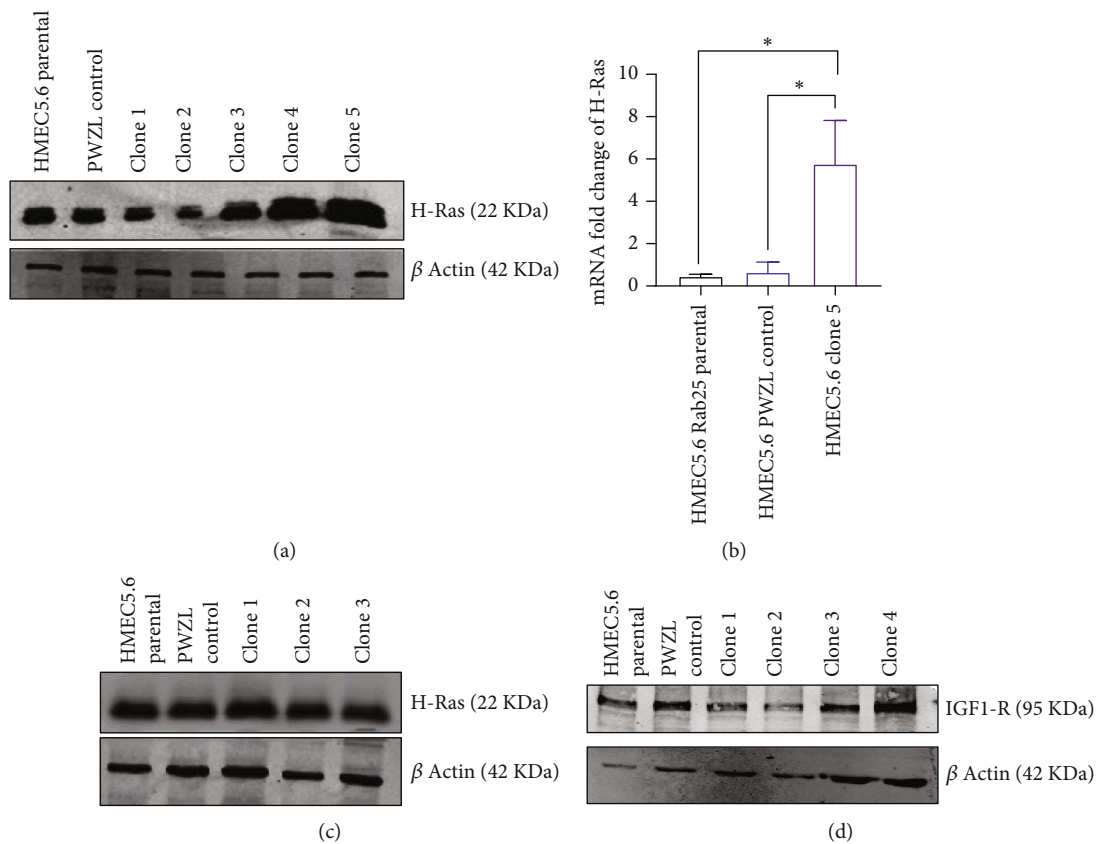 HMEC5.6 parental
PWZL control
Clone 1
Clone 2
Clone 3
Clone 4
Clone 5
H-Ras (22 KDa)
β Actin (42 KDa)
(a)
mRNA fold change of H-Ras
10
8
6
4
2
0
*
*
HMEC5.6 Rab25 parental
HMEC5.6 PWZL control
HMEC5.6 clone 5
(b)
HMEC5.6
parental
PWZL
control
Clone 1
Clone 2
Clone 3
H-Ras (22 KDa)
β Actin (42 KDa)
(c)
HMEC5.6
parental
PWZL
control
Clone 1
Clone 2
Clone 3
Clone 4
IGF1-R (95 KDa)
β Actin (42 KDa)
(d)